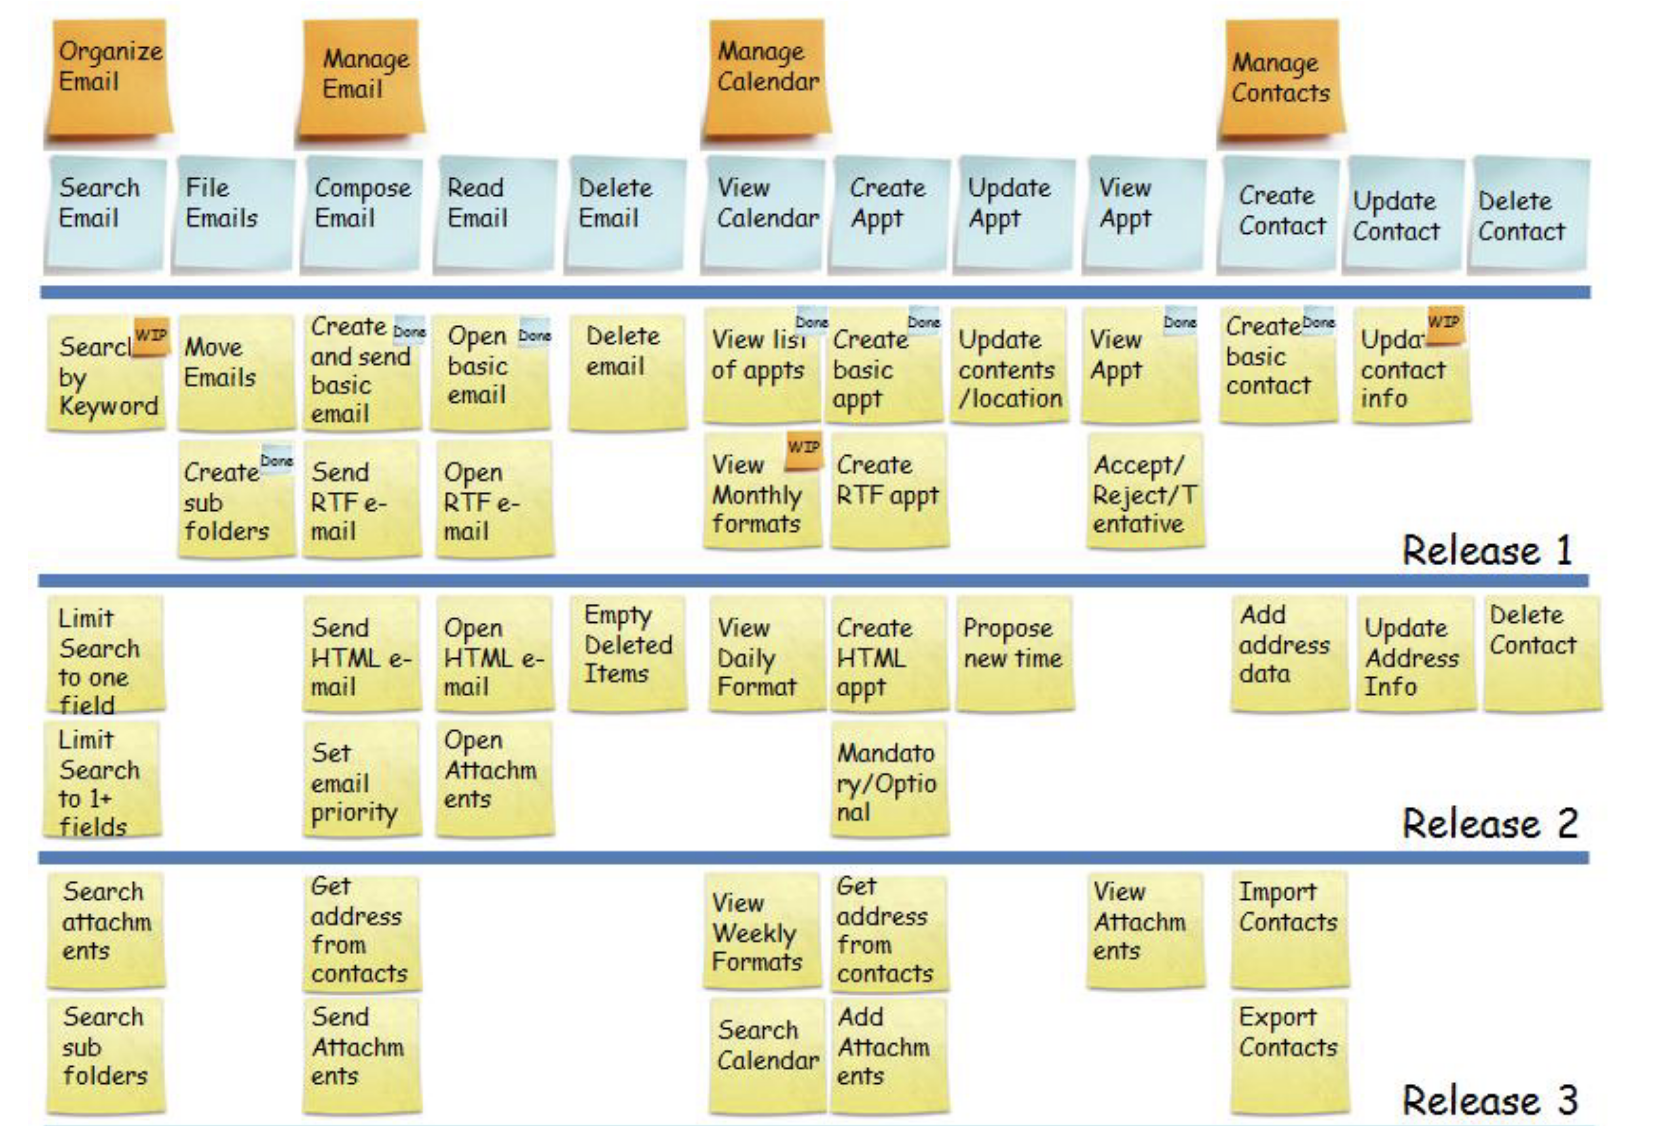 Organize
Email
Manage
Email
Manage
Calendar
Manage
Contacts
Search
Email
File
Emails
Compose
Email
Read
Email
Delete
Email
View
Calendar
Create
Appt
Update
Appt
View
Appt
Create
Contact
Update
Contact
Delete
Contact
WIP
Searc
by
Keyword
Move
Emails
Done
Create
and send
basic
email
Done
Open
basic
email
Delete
email
Done
View list
of appts
Done
Create
basic
appt
Update
contents
/location
Done
View
Appt
Done
Create
basic
contact
WIP
Updat
contact
info
Done
Create
sub
folders
Send
RTF e-
mail
Open
RTF e-
mail
WIP
View
Monthly
formats
Create
RTF appt
Accept/
Reject/T
entative
Release 1
Limit
Search
to one
field
Send
HTML e-
mail
Open
HTML e-
mail
Empty
Deleted
Items
View
Daily
Format
Create
HTML
appt
Propose
new time
Add
address
data
Update
Address
Info
Delete
Contact
Limit
Search
to 1+
fields
Set
email
priority
Open
Attachm
ents
Mandato
ry/Optio
nal
Release 2
Search
attachm
ents
Get
address
from
contacts
View
Weekly
Formats
Get
address
from
contacts
View
Attachm
ents
Import
Contacts
Search
sub
folders
Send
Attachm
ents
Search
Calendar
Add
Attachm
ents
Export
Contacts
Release 3